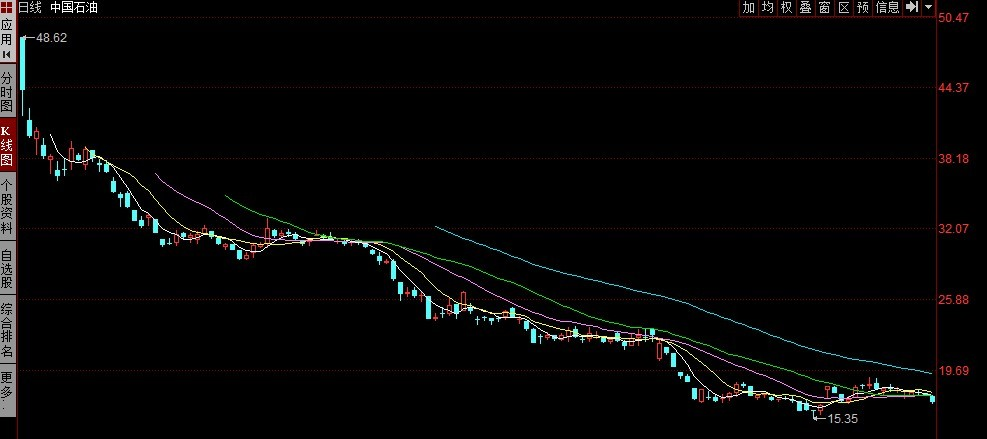 日线 中国石油
加 均 权 叠 窗 区 预 信息
应用
分时图
K线图
个股资料
自选股
综合排名
更多
48.62
50.47
44.37
38.18
32.07
25.88
19.69
15.35